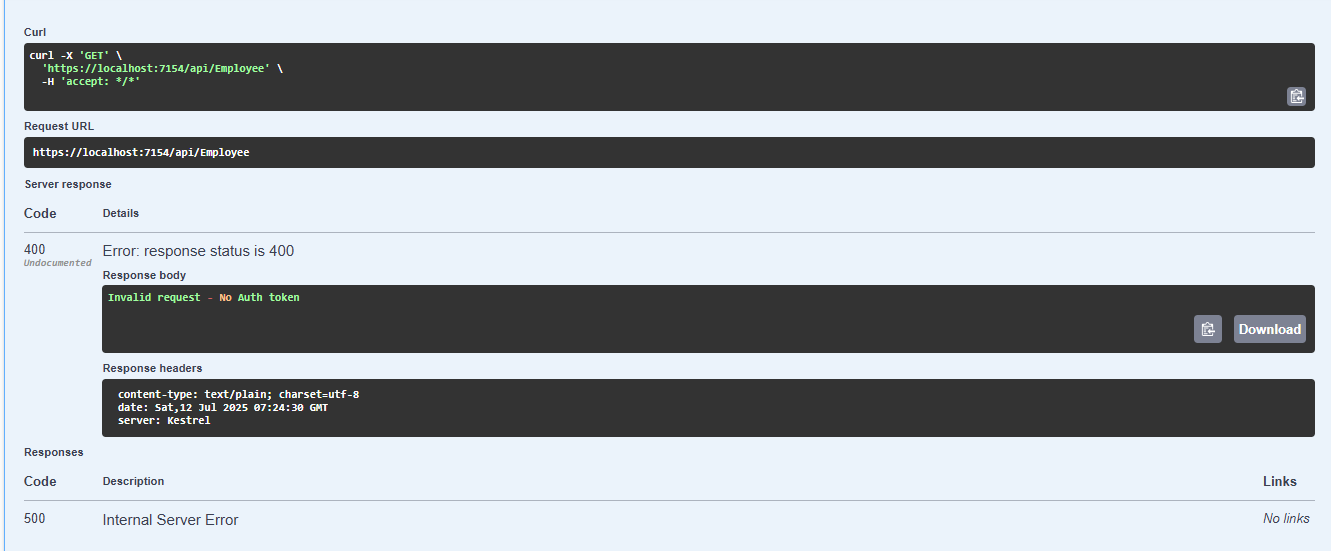 Curl
curl -X 'GET' \
'https://localhost:7154/api/Employee' \
-H 'accept: */*'
Request URL
https://localhost:7154/api/Employee
Server response
Code Details
400 Error: response status is 400
Undocumented
Response body
Invalid request - No Auth token
Download
Response headers
content-type: text/plain; charset=utf-8
date: Sat,12 Jul 2025 07:24:30 GMT
server: Kestrel
Responses
Code Description Links
500 Internal Server Error No links